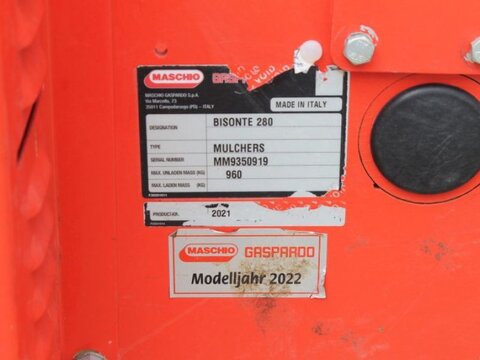 MASCHIO GASPARDO
MASCHIO GASPARDO S.p.A.
Via Marcello, 73
35011 Campodarsego (PD) - ITALY
MADE IN ITALY
DESIGNATION BISONTE 280
TYPE MULCHERS
SERIAL NUMBER MM9350919
MAX. UNLADEN MASS (KG) 960
MAX. LADEN MASS (KG)
PRODUCTION 2021
MASCHIO GASPARDO
Modelljahr 2022